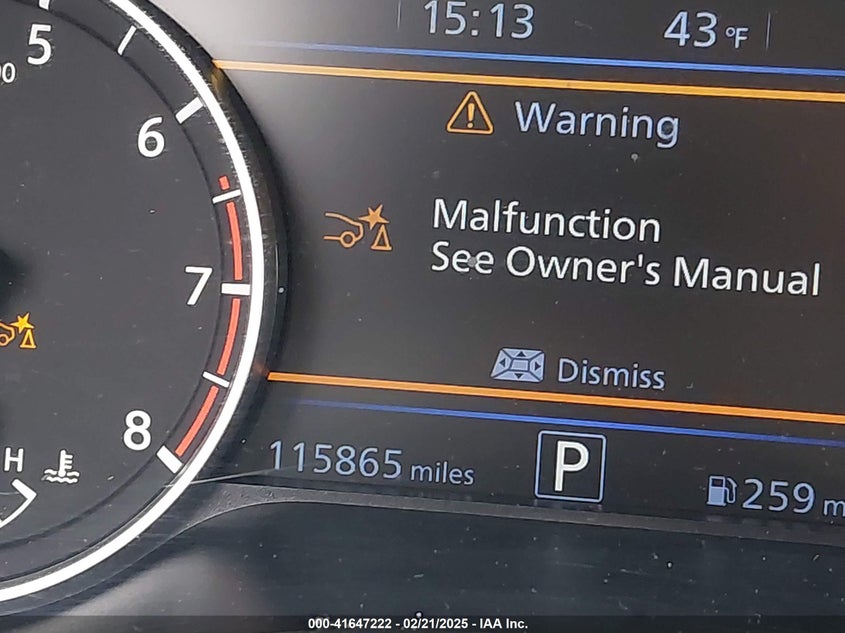 15:13 43 °F
5
00
6
7
8
H
Warning
Malfunction
See Owner's Manual
Dismiss
115865 miles P 259 m
000-41647222 - 02/21/2025 - IAA Inc.